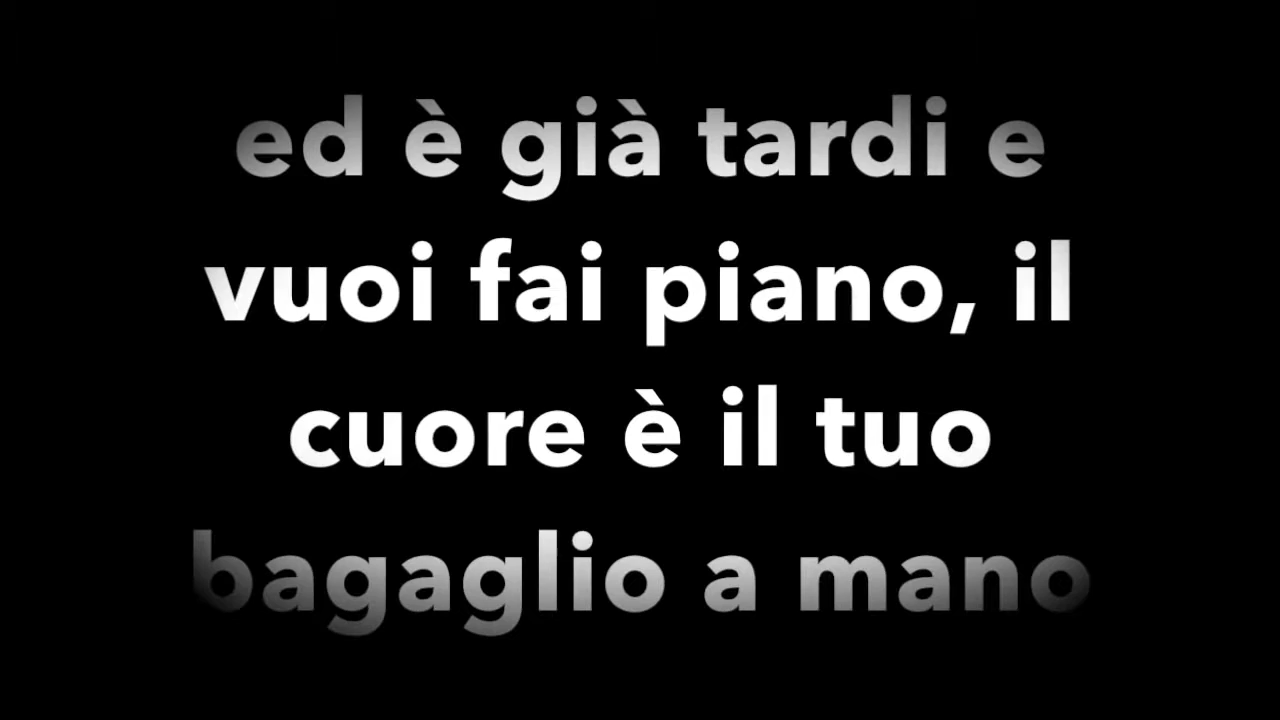 ed è già tardi e
vuoi fai piano, il
cuore è il tuo
bagaglio a mano